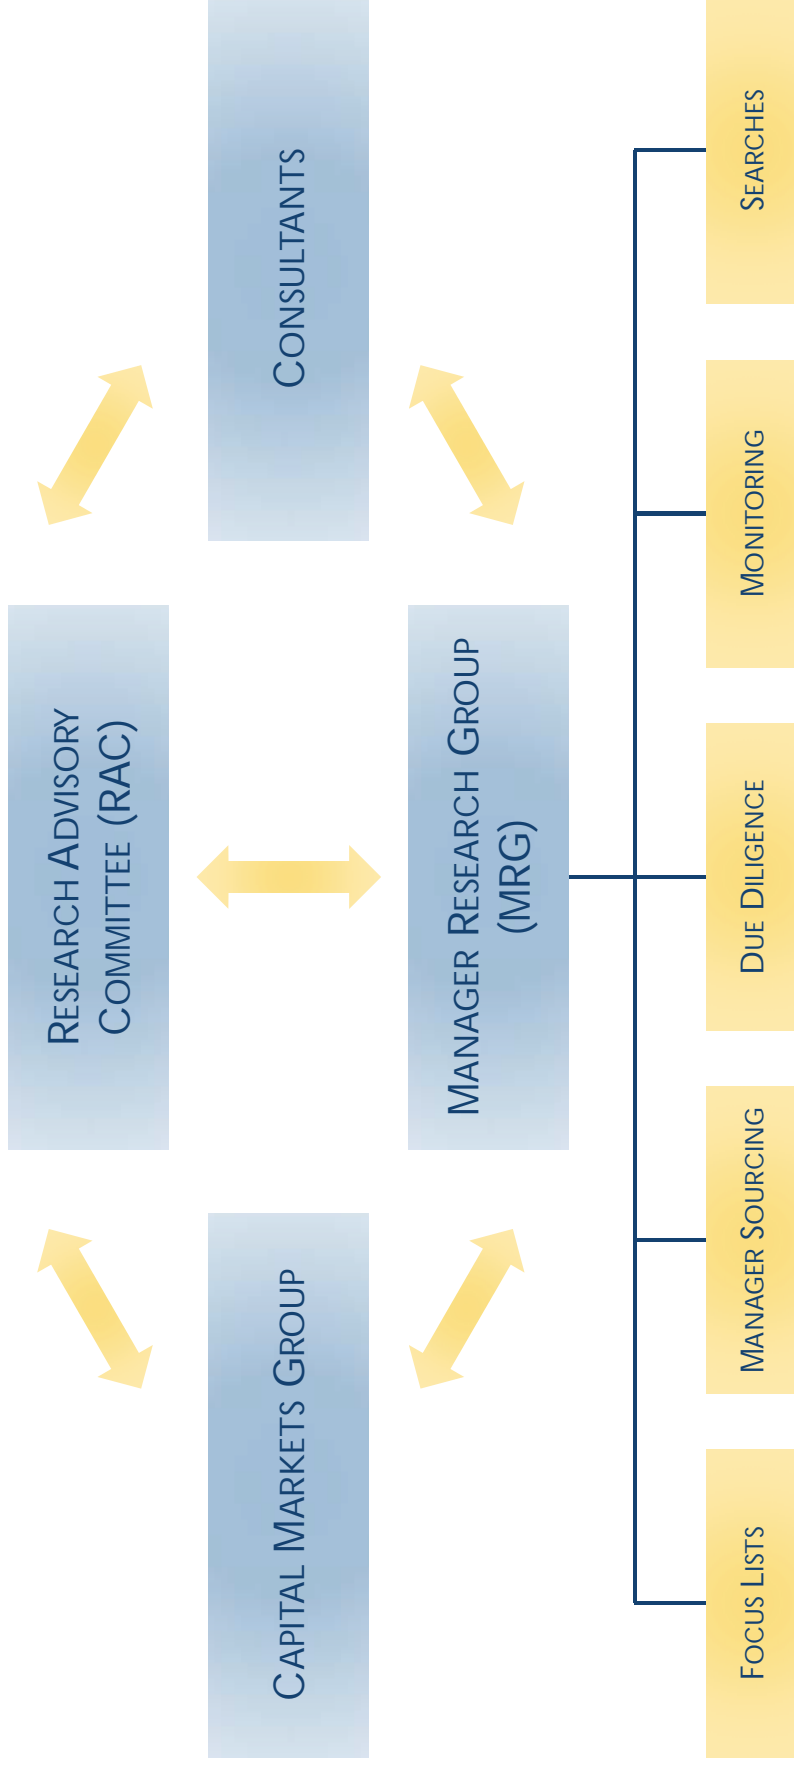 RESEARCH ADVISORY
COMMITTEE (RAC)
CAPITAL MARKETS GROUP
CONSULTANTS
MANAGER RESEARCH GROUP
(MRG)
FOCUS LISTS
MANAGER SOURCING
DUE DILIGENCE
MONITORING
SEARCHES